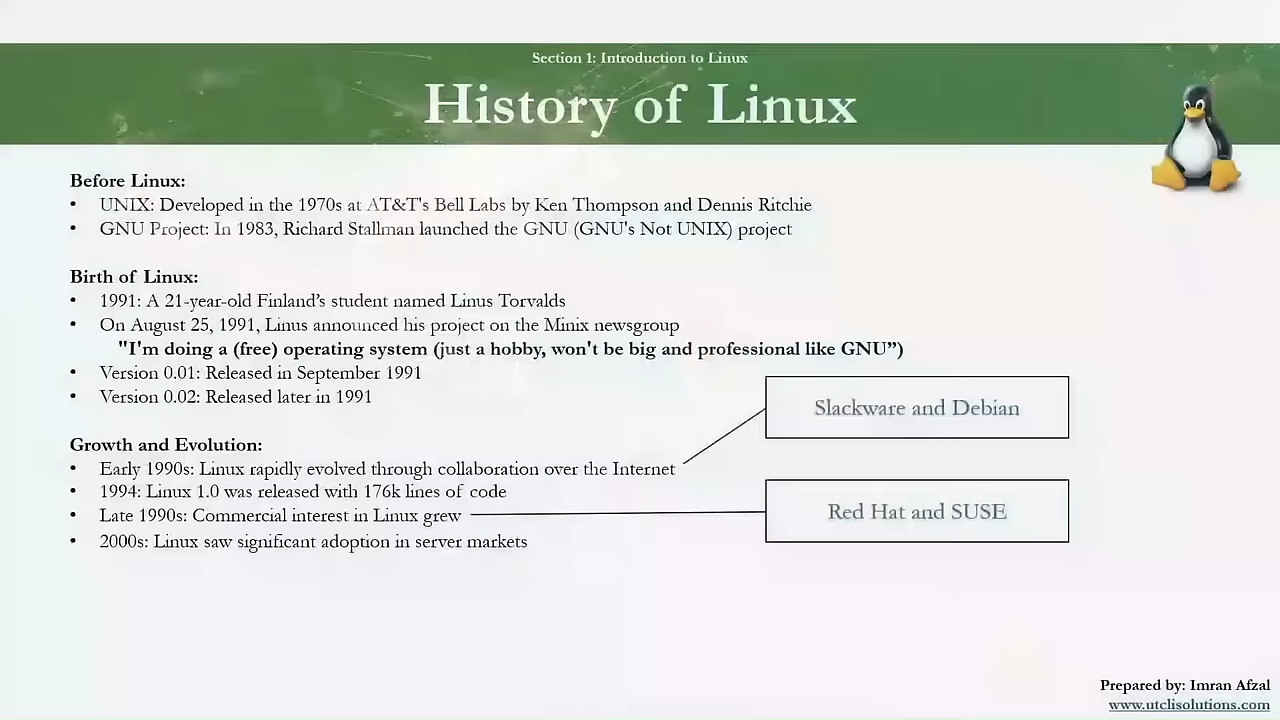 Section 1: Introduction to Linux
History of Linux
Before Linux:
• UNIX: Developed in the 1970s at AT&T's Bell Labs by Ken Thompson and Dennis Ritchie
• GNU Project: In 1983, Richard Stallman launched the GNU (GNU's Not UNIX) project
Birth of Linux:
• 1991: A 21-year-old Finland’s student named Linus Torvalds
• On August 25, 1991, Linus announced his project on the Minix newsgroup
"I'm doing a (free) operating system (just a hobby, won't be big and professional like GNU”)
• Version 0.01: Released in September 1991
• Version 0.02: Released later in 1991
Growth and Evolution:
• Early 1990s: Linux rapidly evolved through collaboration over the Internet
Slackware and Debian
• 1994: Linux 1.0 was released with 176k lines of code
• Late 1990s: Commercial interest in Linux grew
Red Hat and SUSE
• 2000s: Linux saw significant adoption in server markets
Prepared by: Imran Afzal
www.utclisolutions.com